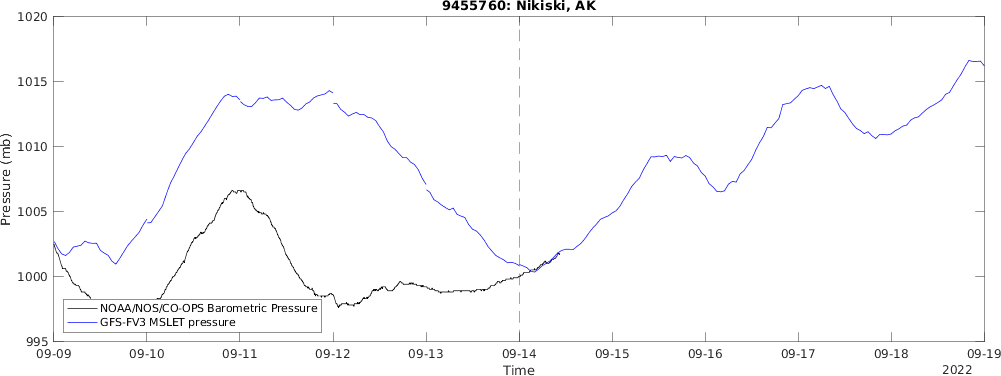 9455760: Nikiski, AK
1020
1015
1010
1005
1000
995
Pressure (mb)
NOAA/NOS/CO-OPS Barometric Pressure
GFS-FV3 MSLET pressure
09-09 09-10 09-11 09-12 09-13 09-14 09-15 09-16 09-17 09-18 09-19
Time
2022